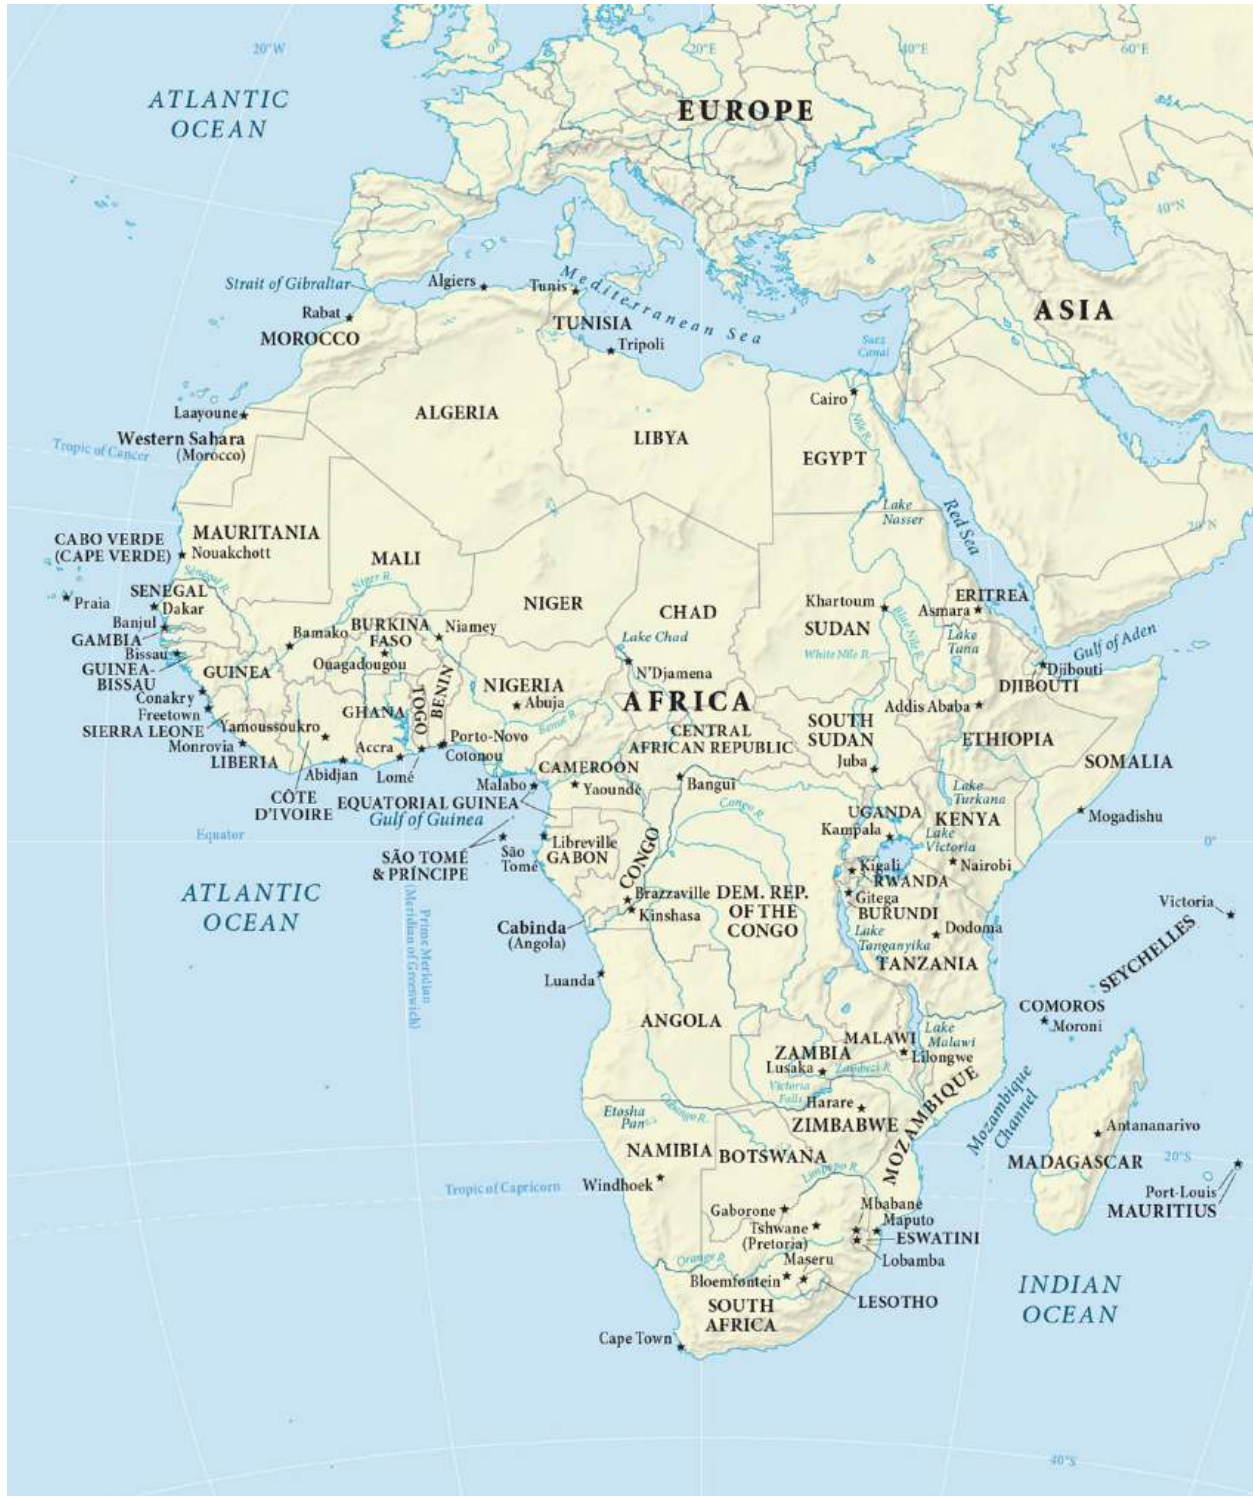 20°W
0°
20°E
40°E
60°E
ATLANTIC
OCEAN
EUROPE
40°N
Strait of Gibraltar
Algiers
Tunis
Mediterranean Sea
ASIA
Rabat
MOROCCO
TUNISIA
Tripoli
Suez
Canal
Laayoune
Western Sahara
(Morocco)
Tropic of Cancer
ALGERIA
LIBYA
Cairo
Nile R.
EGYPT
Lake
Nasser
Red Sea
20°N
CABO VERDE
(CAPE VERDE)
MAURITANIA
Nouakchott
MALI
Sénégal R.
Niger R.
Praia
SENEGAL
Dakar
Banjul
GAMBIA
Bissau
GUINEA-
BISSAU
GUINEA
Conakry
Freetown
SIERRA LEONE
Monrovia
LIBERIA
Bamako
BURKINA
FASO
Ouagadougou
Niamey
NIGER
CHAD
Lake Chad
N'Djamena
Khartoum
SUDAN
Blue Nile R.
White Nile R.
ERITREA
Asmara
Lake
Tana
Gulf of Aden
Djibouti
DJIBOUTI
Yamoussoukro
GHANA
TOGO
BENIN
NIGERIA
Abuja
Benue R.
AFRICA
Accra
Abidjan
Lomé
Porto-Novo
Cotonou
CÔTE
D'IVOIRE
CENTRAL
AFRICAN REPUBLIC
SOUTH
SUDAN
Juba
Addis Ababa
ETHIOPIA
SOMALIA
CAMEROON
Malabo
Yaoundé
Bangui
EQUATORIAL GUINEA
Gulf of Guinea
Congo R.
Lake
Turkana
UGANDA
Kampala
KENYA
Mogadishu
Equator
0°
SÃO TOMÉ
& PRÍNCIPE
São
Tomé
Libreville
GABON
CONGO
Lake
Victoria
Nairobi
Kigali
RWANDA
Gitega
BURUNDI
ATLANTIC
OCEAN
Prime Meridian
(Meridian of Greenwich)
Brazzaville
Kinshasa
DEM. REP.
OF THE
CONGO
Cabinda
(Angola)
Lake
Tanganyika
Dodoma
TANZANIA
Victoria
SEYCHELLES
Luanda
COMOROS
Moroni
ANGOLA
MALAWI
Lake
Malawi
ZAMBIA
Lilongwe
Lusaka
Zambezi R.
Victoria
Falls
Harare
ZIMBABWE
MOZAMBIQUE
Mozambique
Channel
Etosha
Pan
Okavango R.
Antananarivo
NAMIBIA
BOTSWANA
MADAGASCAR
20°S
Windhoek
Limpopo R.
Tropic of Capricorn
Port-Louis
MAURITIUS
Gaborone
Mbabane
Tshwane
(Pretoria)
Maputo
ESWATINI
Maseru
Lobamba
Orange R.
Bloemfontein
LESOTHO
SOUTH
AFRICA
INDIAN
OCEAN
Cape Town
40°S